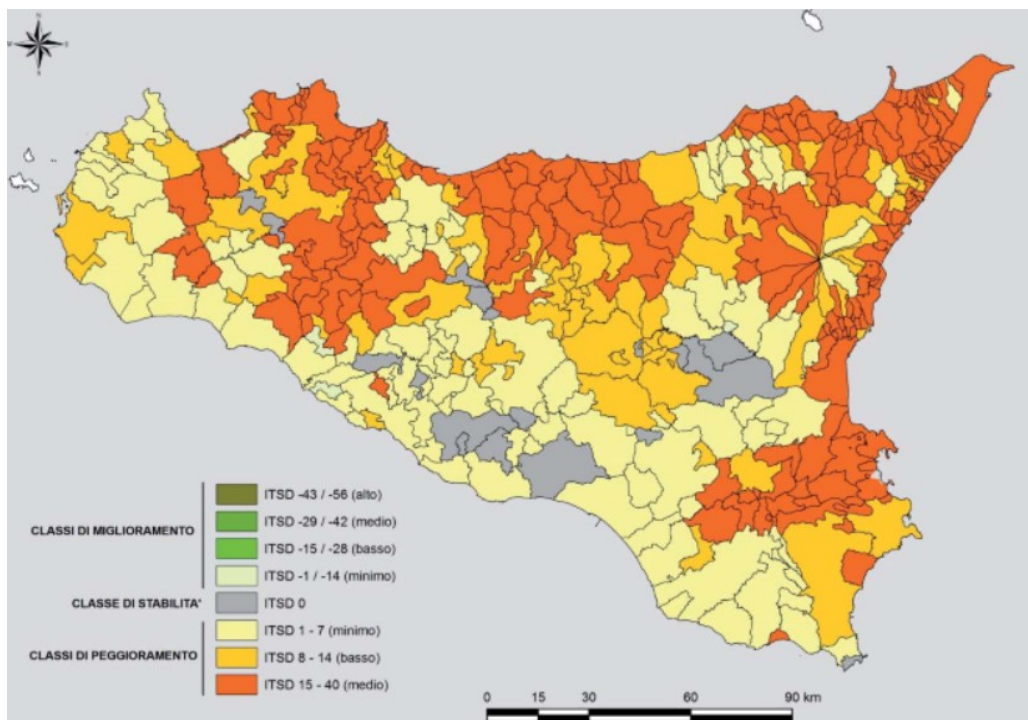 CLASSI DI MIGLIORAMENTO
ITSD -43 / -56 (alto)
ITSD -29 / -42 (medio)
ITSD -15 / -28 (basso)
ITSD -1 / -14 (minimo)
CLASSE DI STABILITA'
ITSD 0
CLASSI DI PEGGIORAMENTO
ITSD 1 - 7 (minimo)
ITSD 8 - 14 (basso)
ITSD 15 - 40 (medio)
0 15 30 60 90 km